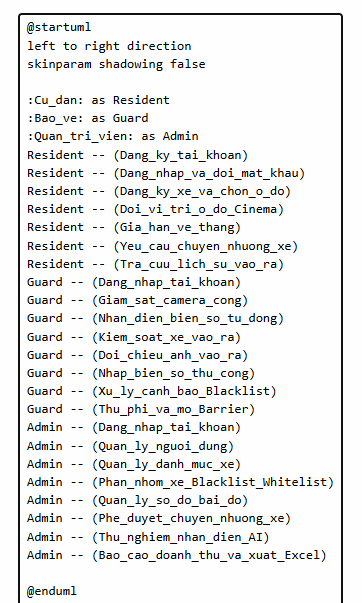 @startuml
left to right direction
skinparam shadowing false
:Cu_dan: as Resident
:Bao_ve: as Guard
:Quan_tri_vien: as Admin
Resident -- (Dang_ky_tai_khoan)
Resident -- (Dang_nhap_va_doi_mat_khau)
Resident -- (Dang_ky_xe_va_chon_o_do)
Resident -- (Doi_vi_tri_o_do_Cinema)
Resident -- (Gia_han_ve_thang)
Resident -- (Yeu_cau_chuyen_nhuong_xe)
Resident -- (Tra_cuu_lich_su_vao_ra)
Guard -- (Dang_nhap_tai_khoan)
Guard -- (Giam_sat_camera_cong)
Guard -- (Nhan_dien_bien_so_tu_dong)
Guard -- (Kiem_soat_xe_vao_ra)
Guard -- (Doi_chieu_anh_vao_ra)
Guard -- (Nhap_bien_so_thu_cong)
Guard -- (Xu_ly_canh_bao_Blacklist)
Guard -- (Thu_phi_va_mo_Barrier)
Admin -- (Dang_nhap_tai_khoan)
Admin -- (Quan_ly_nguoi_dung)
Admin -- (Quan_ly_danh_muc_xe)
Admin -- (Phan_nhom_xe_Blacklist_Whitelist)
Admin -- (Quan_ly_so_do_bai_do)
Admin -- (Phe_duyet_chuyen_nhuong_xe)
Admin -- (Thu_nghiem_nhan_dien_AI)
Admin -- (Bao_cao_doanh_thu_va_xuat_Excel)
@enduml